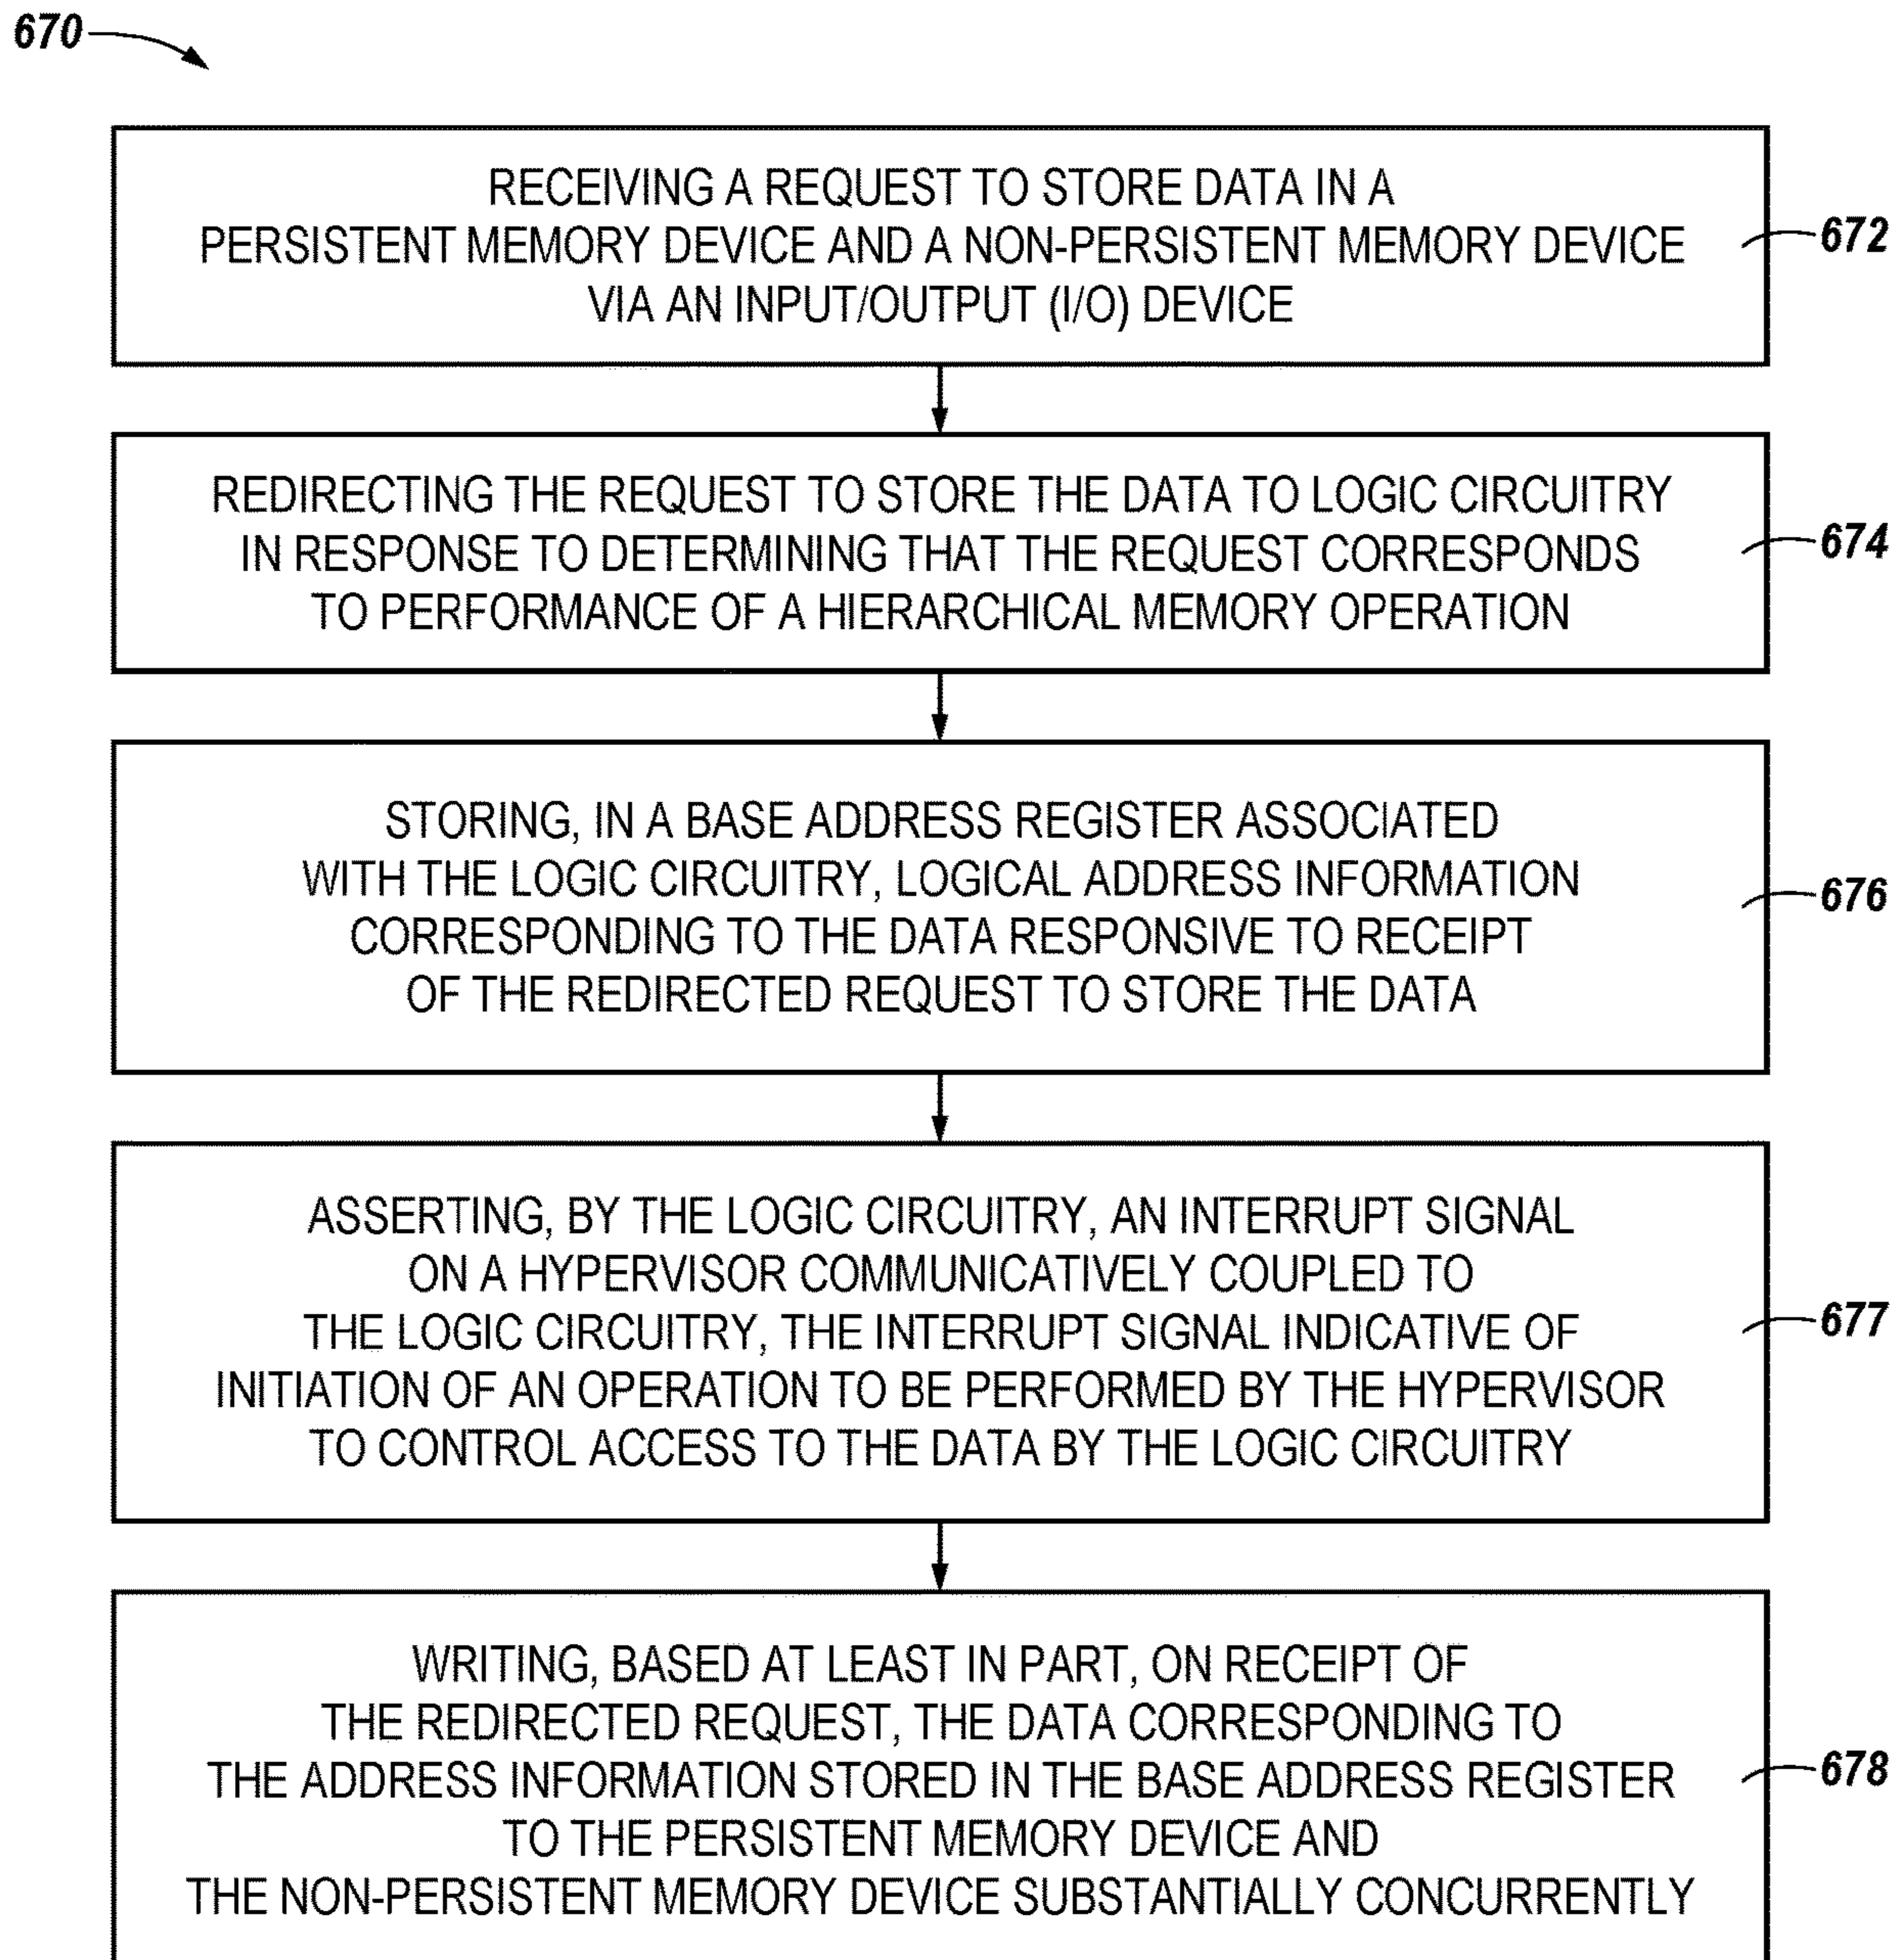 670
RECEIVING A REQUEST TO STORE DATA IN A
PERSISTENT MEMORY DEVICE AND A NON-PERSISTENT MEMORY DEVICE
VIA AN INPUT/OUTPUT (I/O) DEVICE
672
REDIRECTING THE REQUEST TO STORE THE DATA TO LOGIC CIRCUITRY
IN RESPONSE TO DETERMINING THAT THE REQUEST CORRESPONDS
TO PERFORMANCE OF A HIERARCHICAL MEMORY OPERATION
674
STORING, IN A BASE ADDRESS REGISTER ASSOCIATED
WITH THE LOGIC CIRCUITRY, LOGICAL ADDRESS INFORMATION
CORRESPONDING TO THE DATA RESPONSIVE TO RECEIPT
OF THE REDIRECTED REQUEST TO STORE THE DATA
676
ASSERTING, BY THE LOGIC CIRCUITRY, AN INTERRUPT SIGNAL
ON A HYPERVISOR COMMUNICATIVELY COUPLED TO
THE LOGIC CIRCUITRY, THE INTERRUPT SIGNAL INDICATIVE OF
INITIATION OF AN OPERATION TO BE PERFORMED BY THE HYPERVISOR
TO CONTROL ACCESS TO THE DATA BY THE LOGIC CIRCUITRY
677
WRITING, BASED AT LEAST IN PART, ON RECEIPT OF
THE REDIRECTED REQUEST, THE DATA CORRESPONDING TO
THE ADDRESS INFORMATION STORED IN THE BASE ADDRESS REGISTER
TO THE PERSISTENT MEMORY DEVICE AND
THE NON-PERSISTENT MEMORY DEVICE SUBSTANTIALLY CONCURRENTLY
678